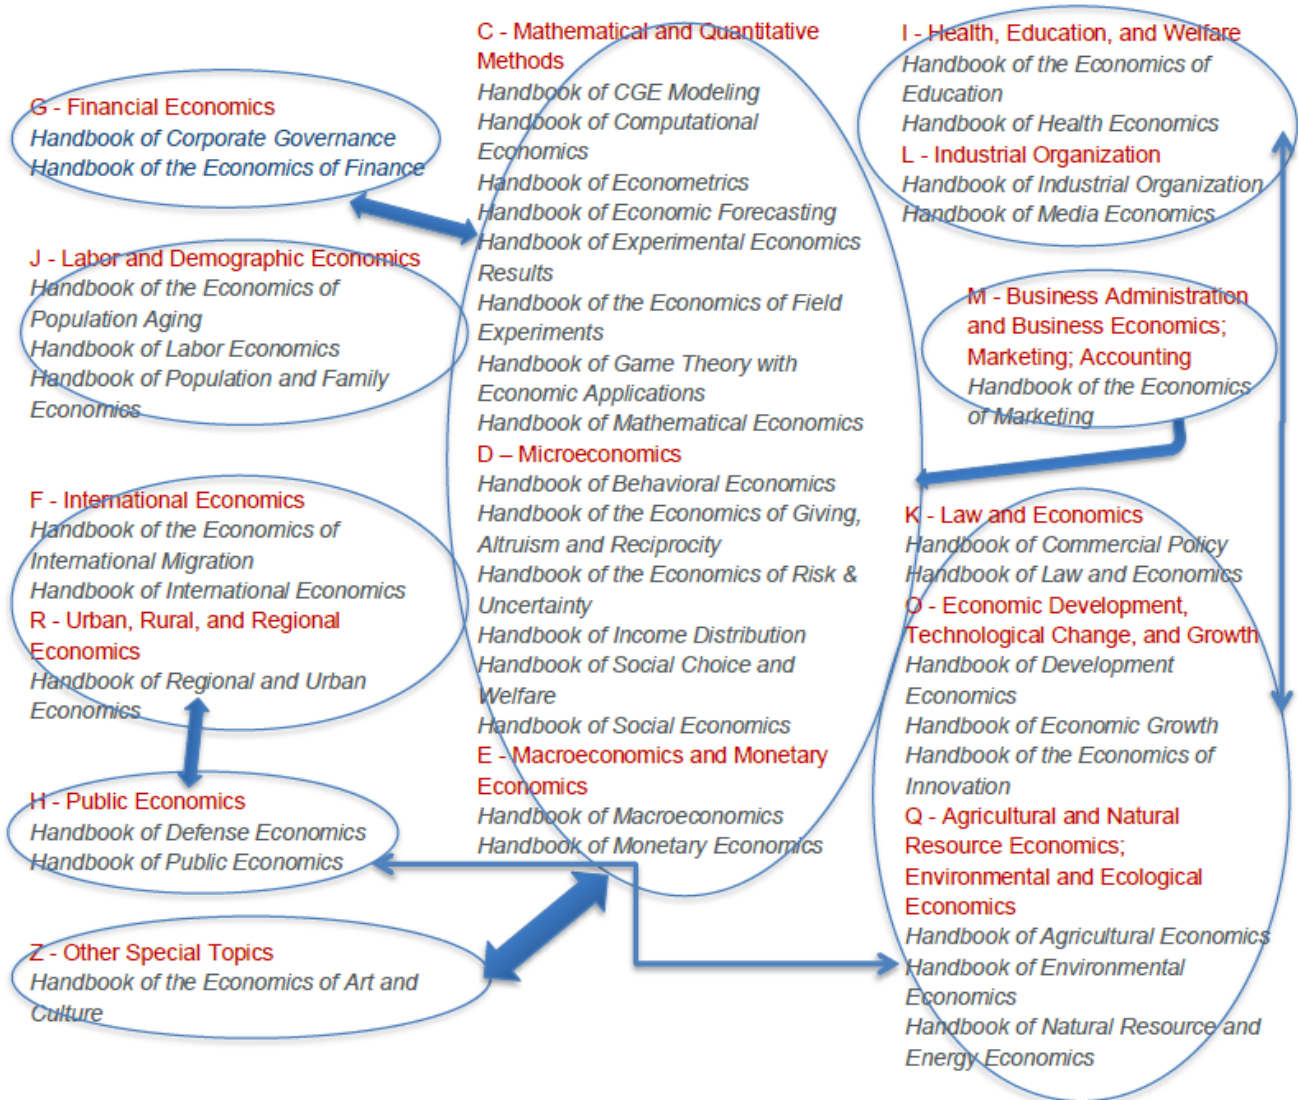 G - Financial Economics
Handbook of Corporate Governance
Handbook of the Economics of Finance
J - Labor and Demographic Economics
Handbook of the Economics of
Population Aging
Handbook of Labor Economics
Handbook of Population and Family
Economics
F - International Economics
Handbook of the Economics of
International Migration
Handbook of International Economics
R - Urban, Rural, and Regional
Economics
Handbook of Regional and Urban
Economics
H - Public Economics
Handbook of Defense Economics
Handbook of Public Economics
Z - Other Special Topics
Handbook of the Economics of Art and
Culture
C - Mathematical and Quantitative
Methods
Handbook of CGE Modeling
Handbook of Computational
Economics
Handbook of Econometrics
Handbook of Economic Forecasting
Handbook of Experimental Economics
Results
Handbook of the Economics of Field
Experiments
Handbook of Game Theory with
Economic Applications
Handbook of Mathematical Economics
D – Microeconomics
Handbook of Behavioral Economics
Handbook of the Economics of Giving,
Altruism and Reciprocity
Handbook of the Economics of Risk &
Uncertainty
Handbook of Income Distribution
Handbook of Social Choice and
Welfare
Handbook of Social Economics
E - Macroeconomics and Monetary
Economics
Handbook of Macroeconomics
Handbook of Monetary Economics
I - Health, Education, and Welfare
Handbook of the Economics of
Education
Handbook of Health Economics
L - Industrial Organization
Handbook of Industrial Organization
Handbook of Media Economics
M - Business Administration
and Business Economics;
Marketing; Accounting
Handbook of the Economics
of Marketing
K - Law and Economics
Handbook of Commercial Policy
Handbook of Law and Economics
O - Economic Development,
Technological Change, and Growth
Handbook of Development
Economics
Handbook of Economic Growth
Handbook of the Economics of
Innovation
Q - Agricultural and Natural
Resource Economics;
Environmental and Ecological
Economics
Handbook of Agricultural Economics
Handbook of Environmental
Economics
Handbook of Natural Resource and
Energy Economics